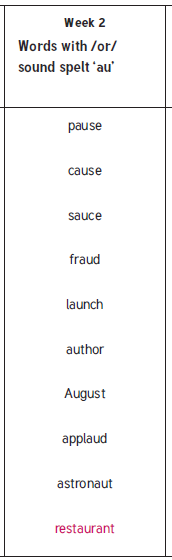 Week 2
Words with /or/
sound spelt ‘au’
pause
cause
sauce
fraud
launch
author
August
applaud
astronaut
restaurant